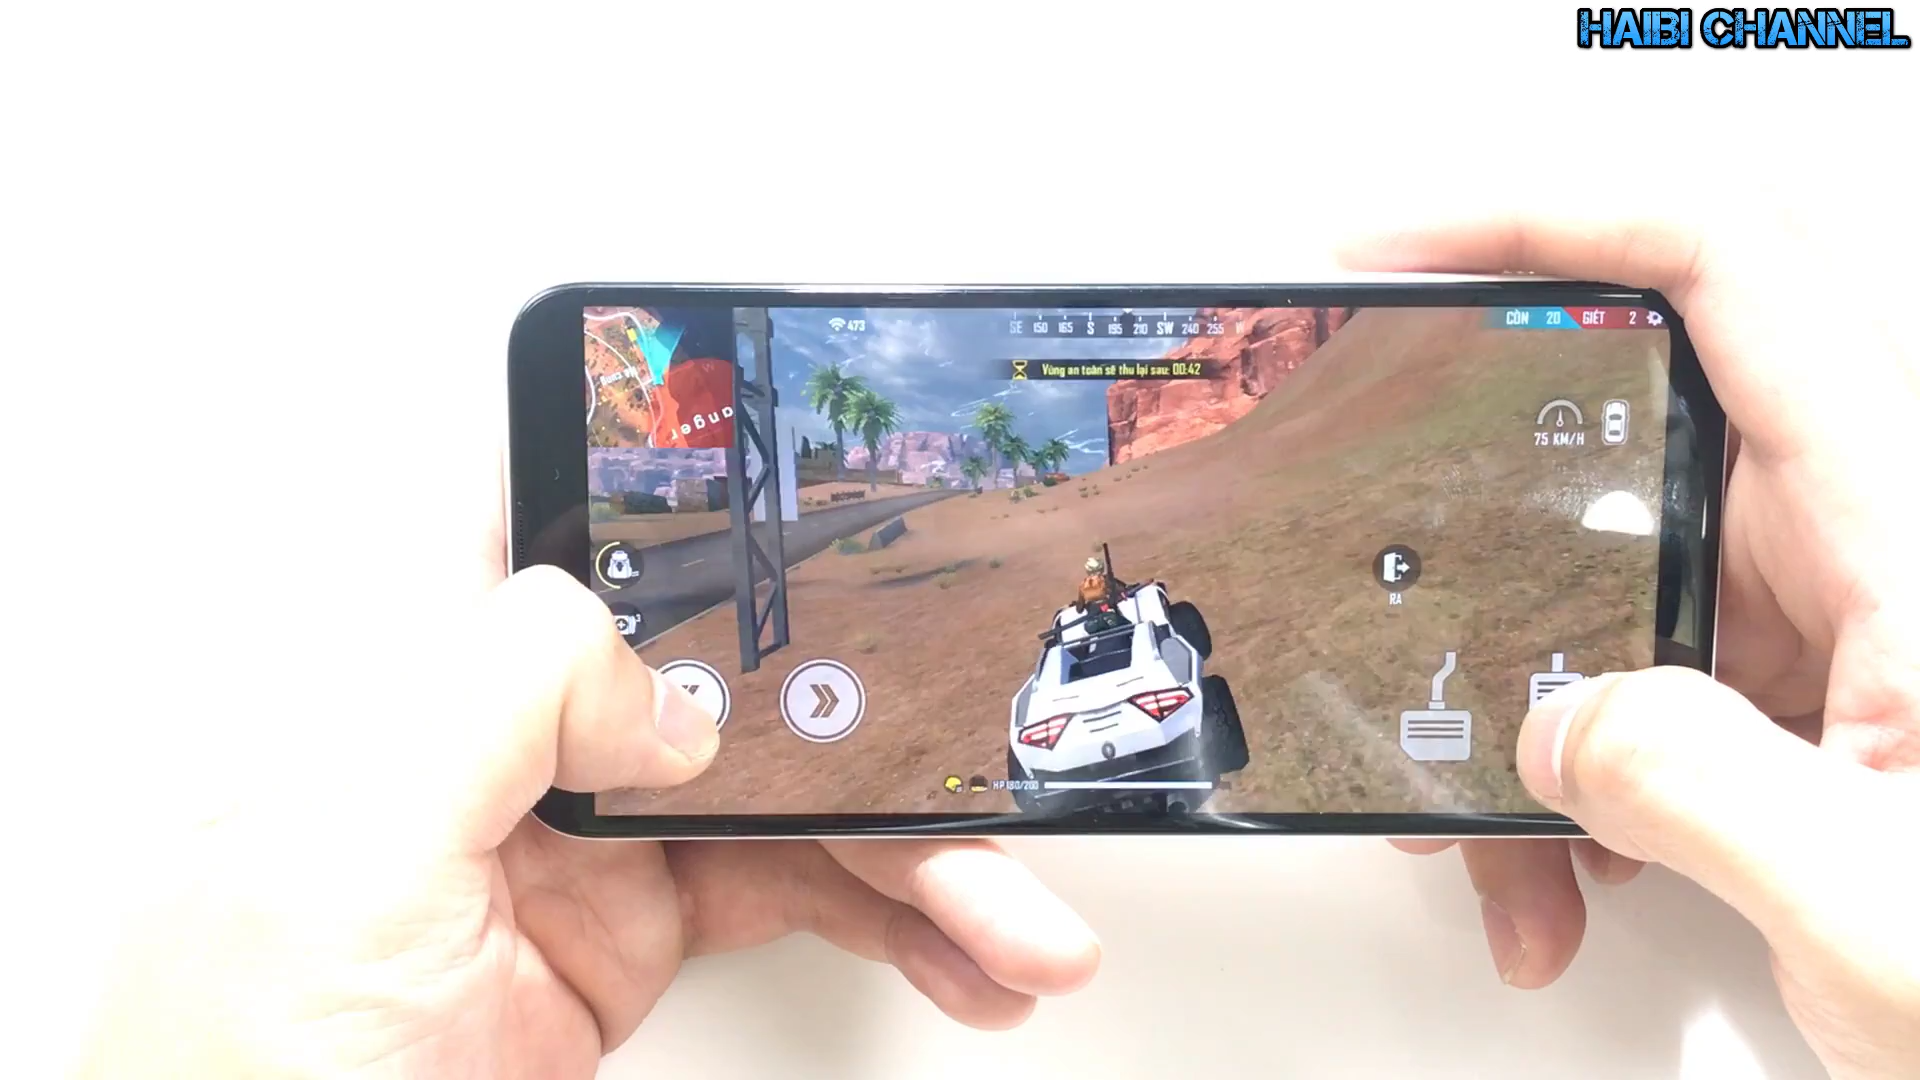 HAIBI CHANNEL
473
SE 150 165 S 195 210 SW 240 255 W
CÒN 20 GIẾT 2
Vùng an toàn sẽ thu lại sau: 00:42
anger
75 KM/H
RA
HP 180/200